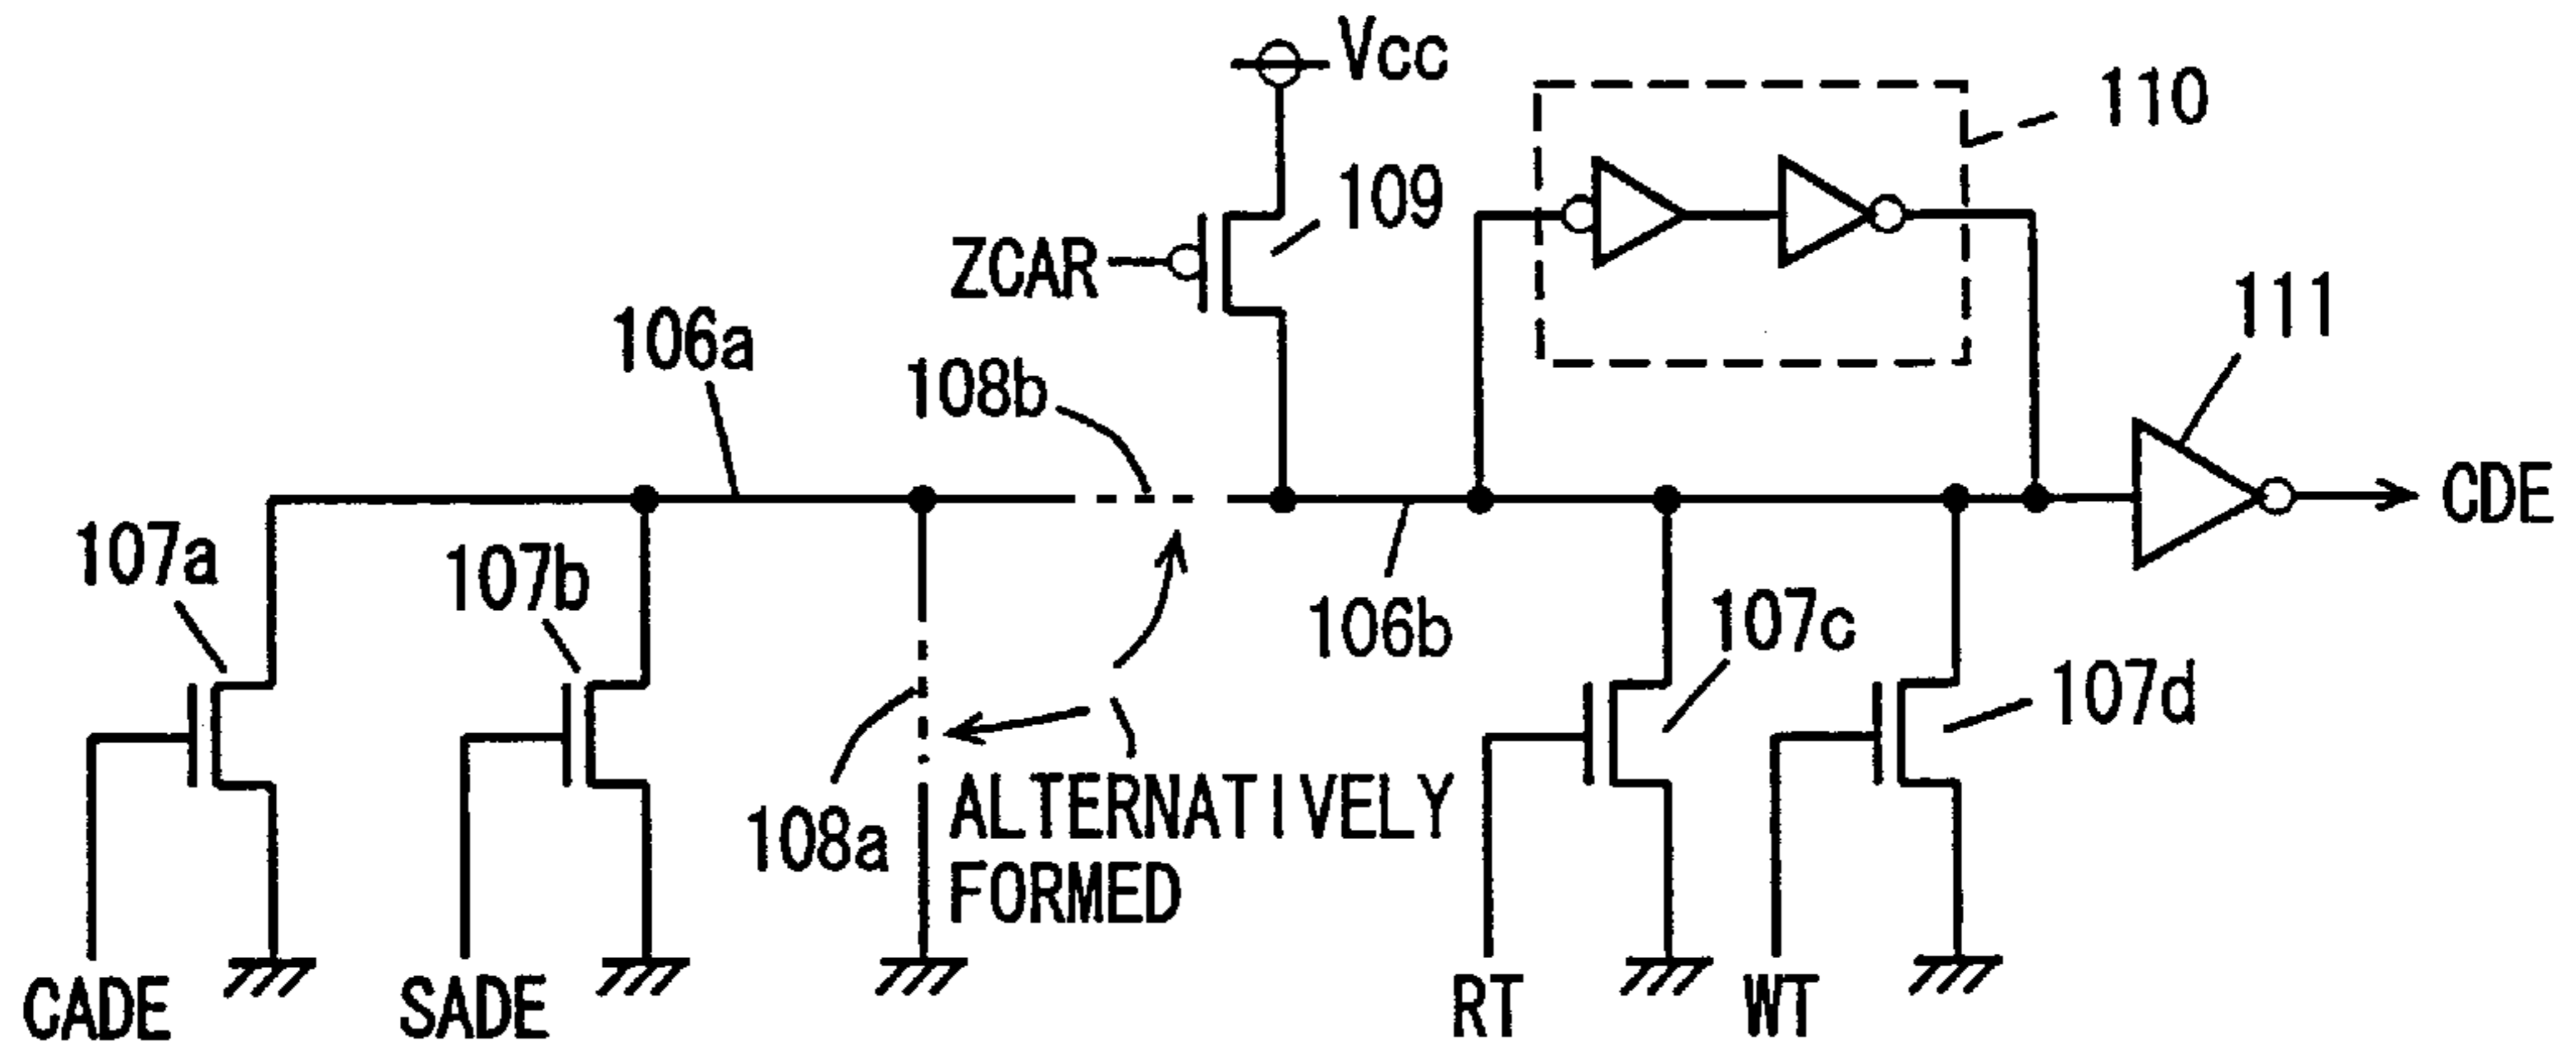 Vcc
110
109
ZCAR
111
106a
108b
CDE
107a
107b
106b
107c
107d
108a
ALTERNATIVELY
FORMED
CADE
SADE
RT
WT